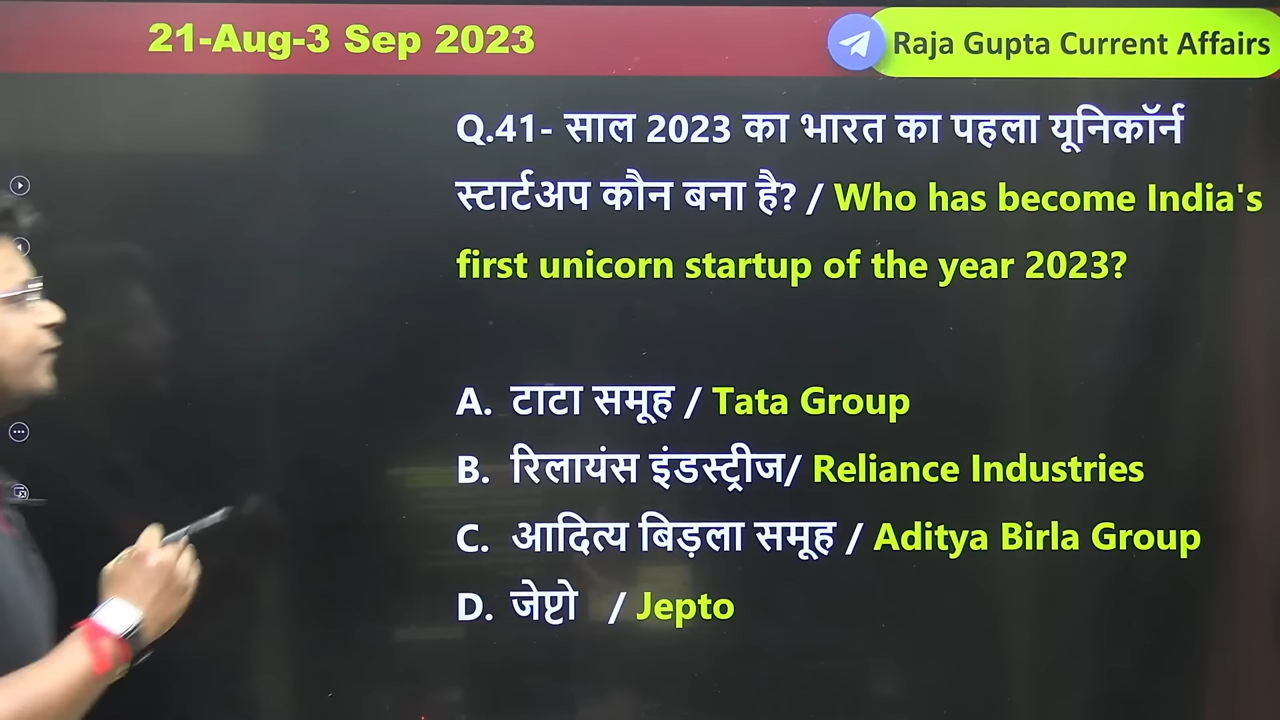 21-Aug-3 Sep 2023
Raja Gupta Current Affairs
Q.41- साल 2023 का भारत का पहला यूनिकॉर्न
स्टार्टअप कौन बना है? / Who has become India's
first unicorn startup of the year 2023?
A. टाटा समूह / Tata Group
B. रिलायंस इंडस्ट्रीज/ Reliance Industries
C. आदित्य बिड़ला समूह / Aditya Birla Group
D. जेप्टो / Jepto